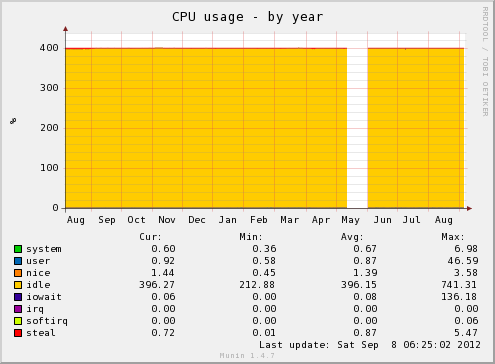 CPU usage - by year
RRDTOOL / TOBI OETIKER
400
300
200
100
0
%
Aug Sep Oct Nov Dec Jan Feb Mar Apr May Jun Jul Aug
Cur: Min: Avg: Max:
system 0.60 0.36 0.67 6.98
user 0.92 0.58 0.87 46.59
nice 1.44 0.45 1.39 3.58
idle 396.27 212.88 396.15 741.31
iowait 0.06 0.00 0.08 136.18
irq 0.00 0.00 0.00 0.00
softirq 0.00 0.00 0.00 0.06
steal 0.72 0.01 0.87 5.47
Last update: Sat Sep 8 06:25:02 2012
Munin 1.4.7